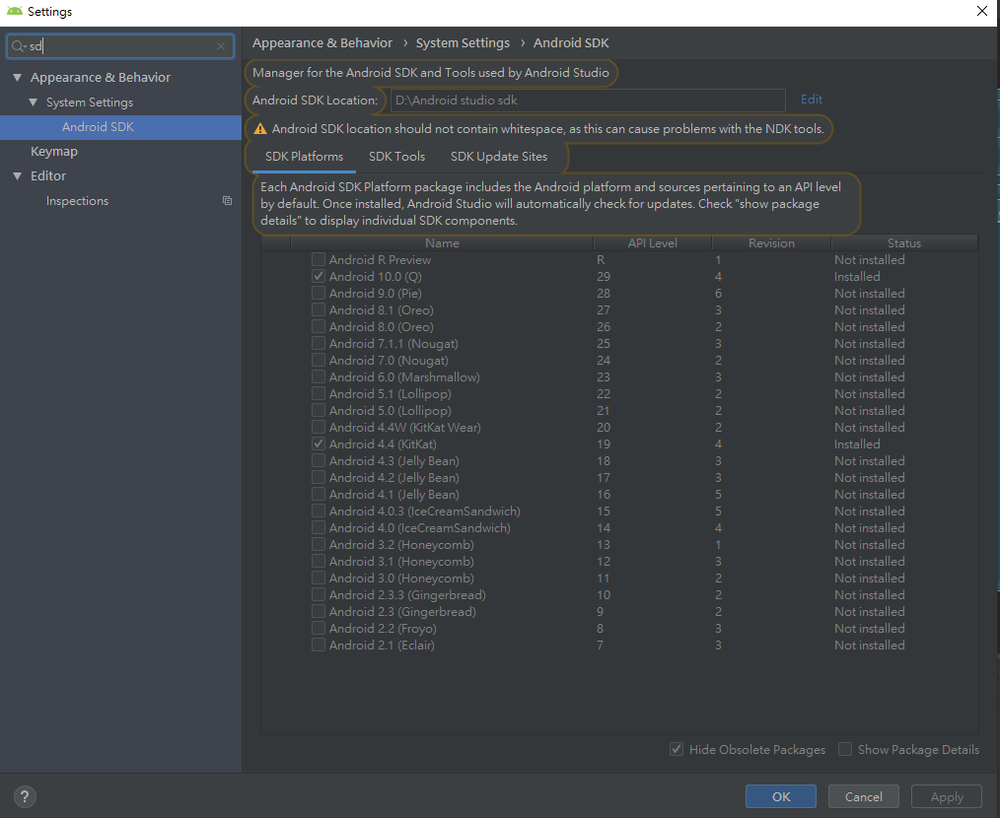 Settings
sd
Appearance & Behavior
System Settings
Android SDK
Keymap
Editor
Inspections
Appearance & Behavior › System Settings › Android SDK
Manager for the Android SDK and Tools used by Android Studio
Android SDK Location: D:\Android studio sdk Edit
Android SDK location should not contain whitespace, as this can cause problems with the NDK tools.
SDK Platforms SDK Tools SDK Update Sites
Each Android SDK Platform package includes the Android platform and sources pertaining to an API level
by default. Once installed, Android Studio will automatically check for updates. Check "show package
details" to display individual SDK components.
Name API Level Revision Status
Android R Preview R 1 Not installed
Android 10.0 (Q) 29 4 Installed
Android 9.0 (Pie) 28 6 Not installed
Android 8.1 (Oreo) 27 3 Not installed
Android 8.0 (Oreo) 26 2 Not installed
Android 7.1.1 (Nougat) 25 3 Not installed
Android 7.0 (Nougat) 24 2 Not installed
Android 6.0 (Marshmallow) 23 3 Not installed
Android 5.1 (Lollipop) 22 2 Not installed
Android 5.0 (Lollipop) 21 2 Not installed
Android 4.4W (KitKat Wear) 20 2 Not installed
Android 4.4 (KitKat) 19 4 Installed
Android 4.3 (Jelly Bean) 18 3 Not installed
Android 4.2 (Jelly Bean) 17 3 Not installed
Android 4.1 (Jelly Bean) 16 5 Not installed
Android 4.0.3 (IceCreamSandwich) 15 5 Not installed
Android 4.0 (IceCreamSandwich) 14 4 Not installed
Android 3.2 (Honeycomb) 13 1 Not installed
Android 3.1 (Honeycomb) 12 3 Not installed
Android 3.0 (Honeycomb) 11 2 Not installed
Android 2.3.3 (Gingerbread) 10 2 Not installed
Android 2.3 (Gingerbread) 9 2 Not installed
Android 2.2 (Froyo) 8 3 Not installed
Android 2.1 (Eclair) 7 3 Not installed
Hide Obsolete Packages Show Package Details
? OK Cancel Apply